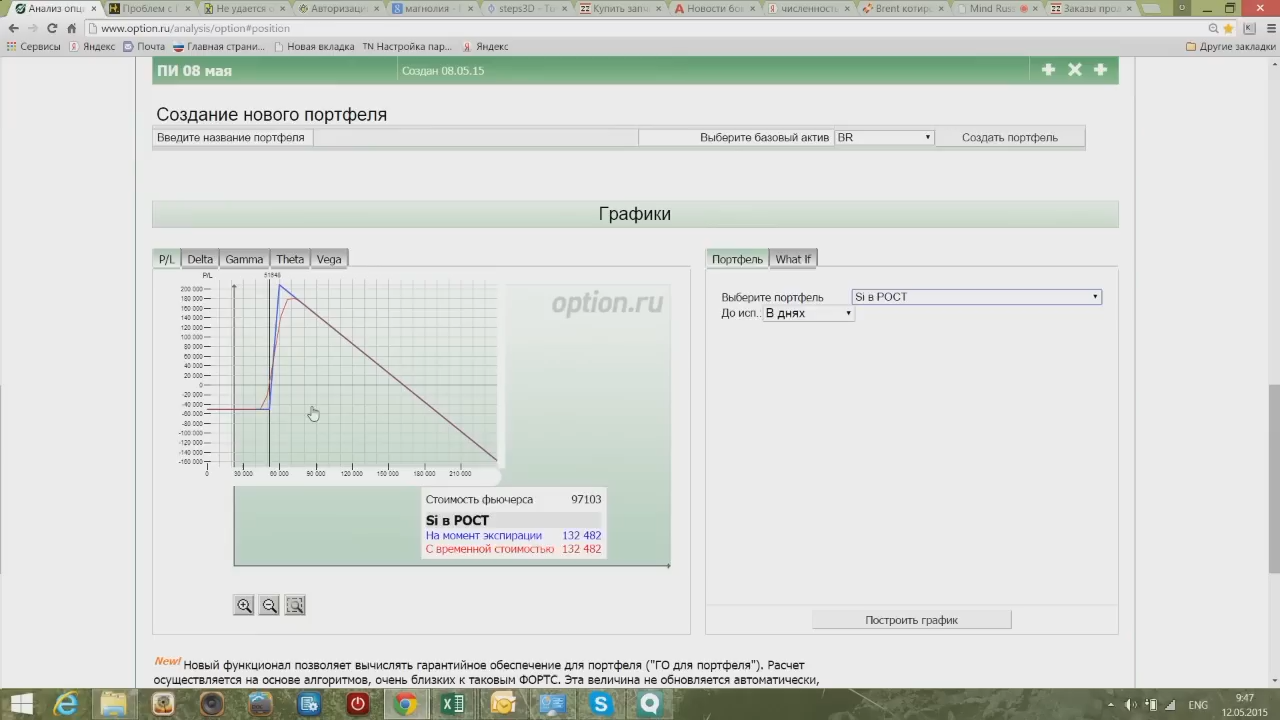 Анализ опци
Проблем с
Не удается о
Авторизаци
магнолия -
steps3D - Tu
Купить запч
Новости бок
численность
Brent котир
Mind Russ
Заказы прод
www.option.ru/analysis/option#position
Сервисы Яндекс Почта Главная страни... Новая вкладка TN Настройка пар... Яндекс Другие закладки
ПИ 08 мая Создан 08.05.15
Создание нового портфеля
Введите название портфеля Выберите базовый актив BR Создать портфель
Графики
P/L Delta Gamma Theta Vega Портфель What If
P/L 51846
option.ru
200 000
180 000
160 000
140 000
120 000
100 000
80 000
60 000
40 000
20 000
0
-20 000
-40 000
-60 000
-80 000
-100 000
-120 000
-140 000
-160 000
0 30 000 60 000 90 000 120 000 150 000 180 000 210 000
Выберите портфель Si в РОСТ
До исп.. В днях
Стоимость фьючерса 97103
Si в РОСТ
На момент экспирации 132 482
С временной стоимостью 132 482
Построить график
New! Новый функционал позволяет вычислять гарантийное обеспечение для портфеля ("ГО для портфеля"). Расчет
осуществляется на основе алгоритмов, очень близких к таковым ФОРТС. Эта величина не обновляется автоматически,
ENG
9:47
12.05.2015